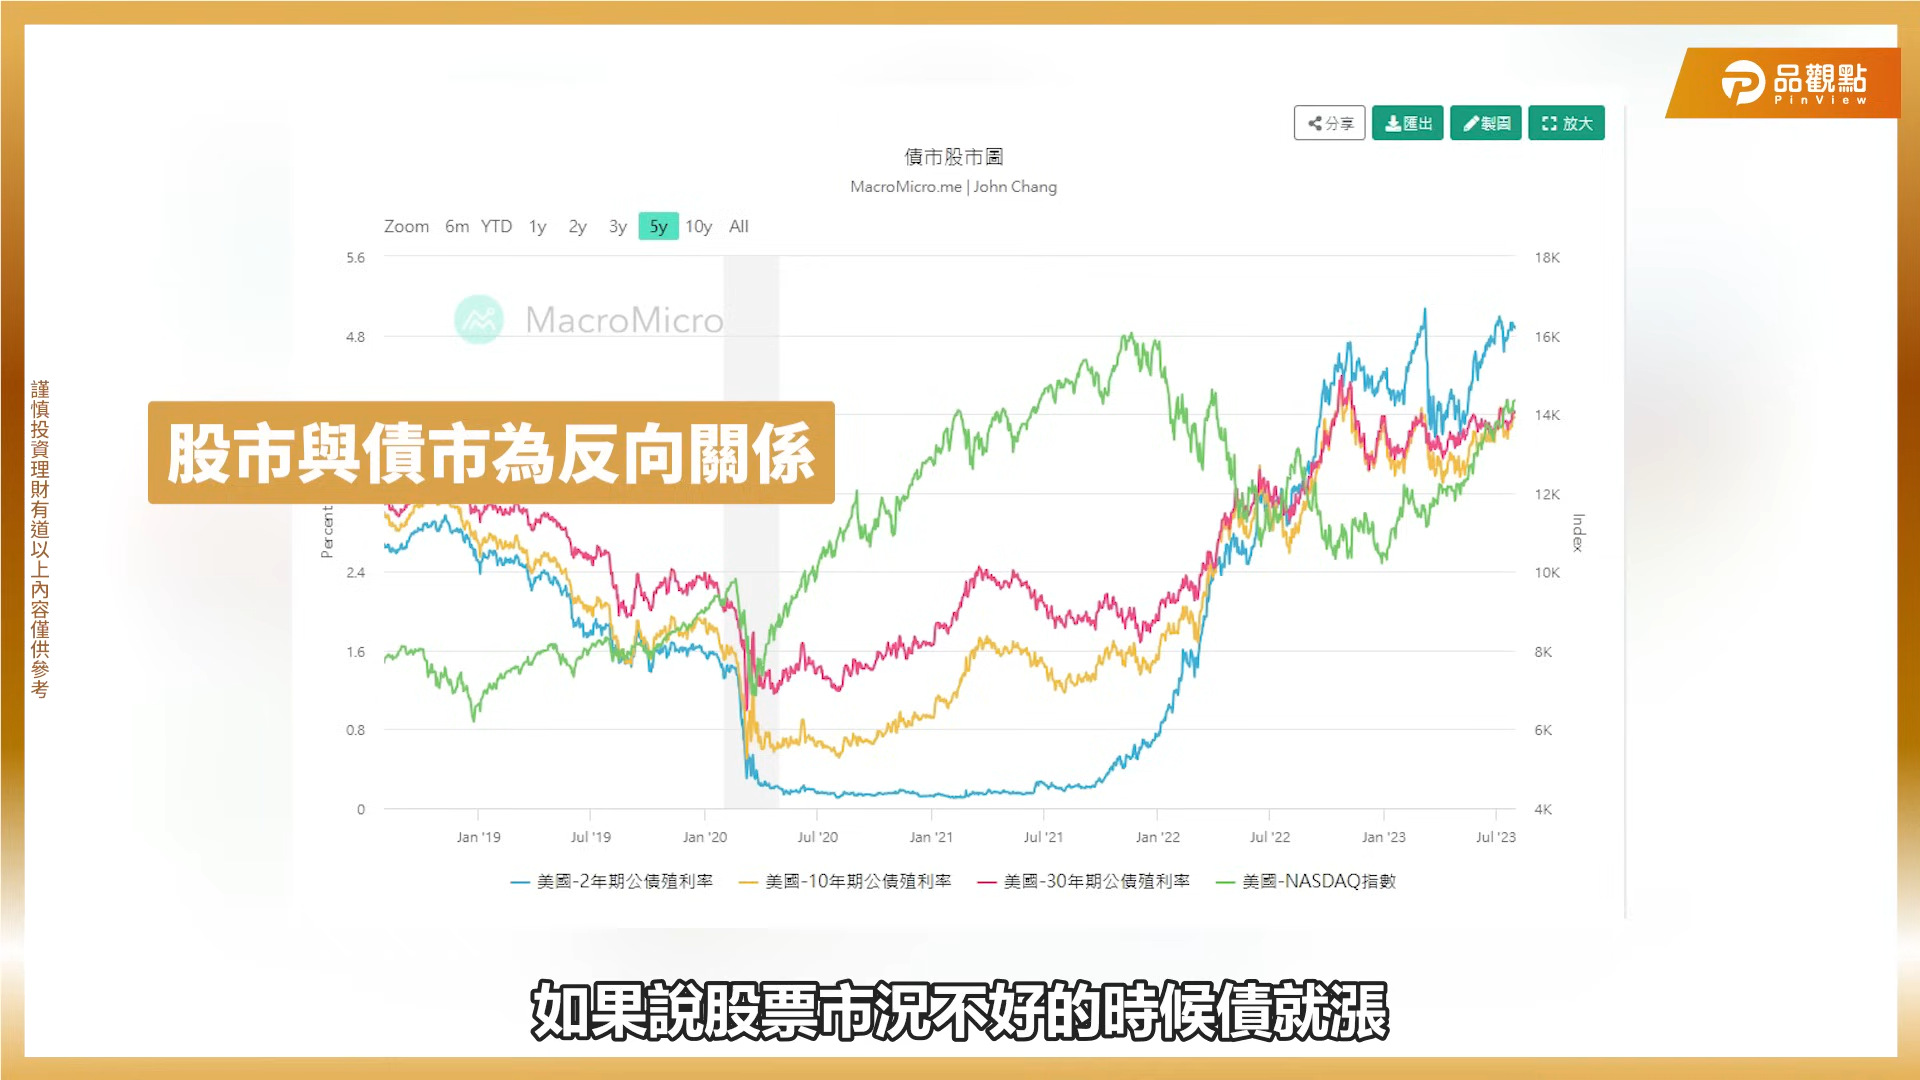 品觀點
PinView
分享
匯出
製圖
放大
債市股市圖
MacroMicro.me | John Chang
Zoom 6m YTD 1y 2y 3y 5y 10y All
5.6
18K
MacroMicro
4.8
16K
14K
股市與債市為反向關係
12K
Percent
Index
2.4
10K
1.6
8K
0.8
6K
0
4K
Jan '19 Jul '19 Jan '20 Jul '20 Jan '21 Jul '21 Jan '22 Jul '22 Jan '23 Jul '23
美國-2年期公債殖利率 美國-10年期公債殖利率 美國-30年期公債殖利率 美國-NASDAQ指數
謹慎投資理財有道以上內容僅供參考
如果說股票市況不好的時候債就漲